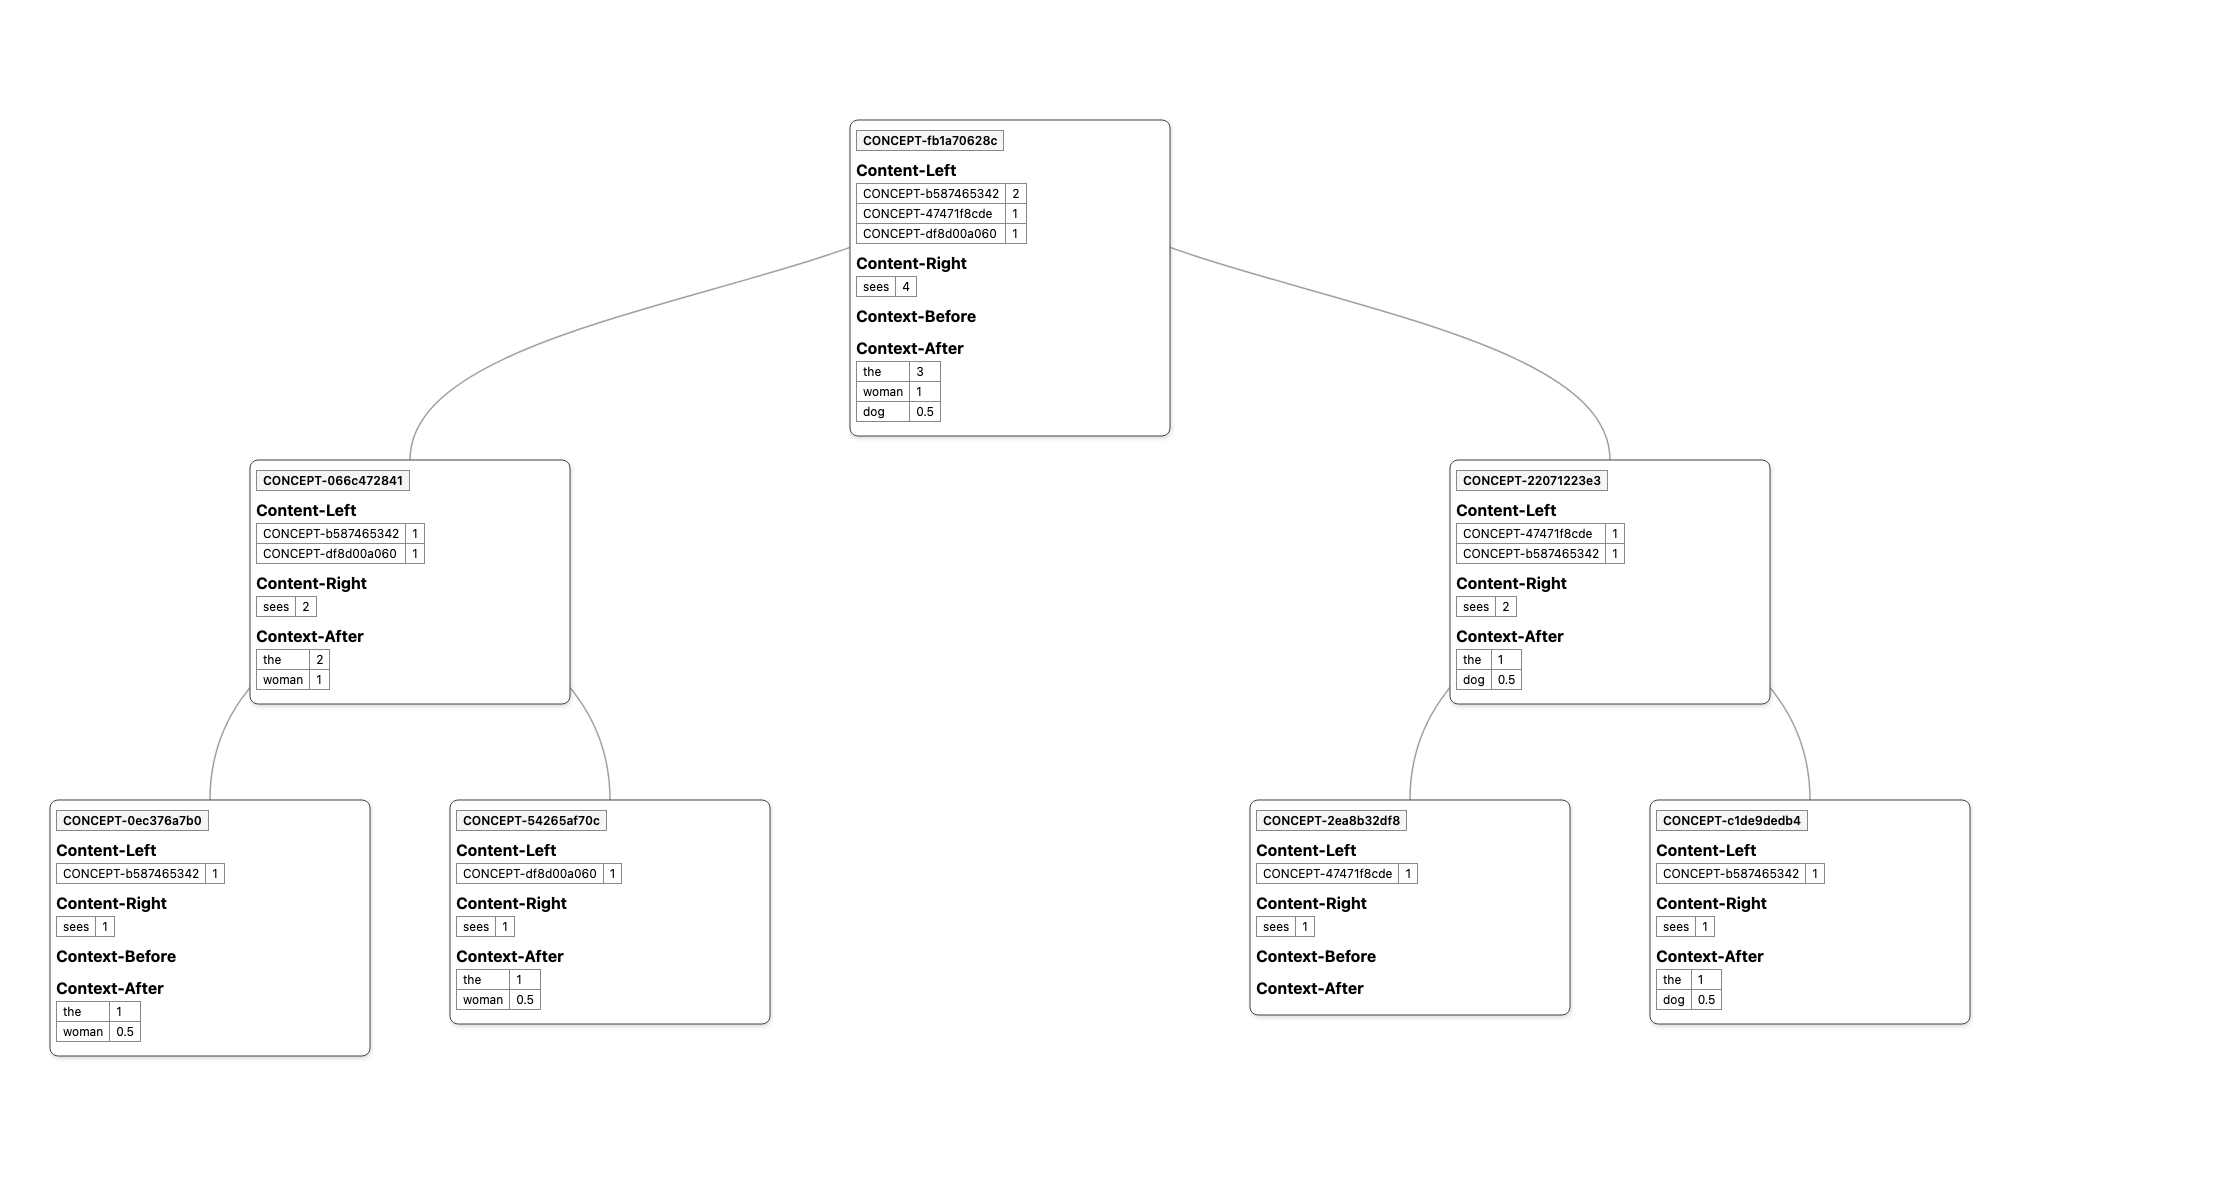 CONCEPT-fb1a70628c
Content-Left
CONCEPT-b587465342 2
CONCEPT-47471f8cde 1
CONCEPT-df8d00a060 1
Content-Right
sees 4
Context-Before
Context-After
the 3
woman 1
dog 0.5
CONCEPT-066c472841
Content-Left
CONCEPT-b587465342 1
CONCEPT-df8d00a060 1
Content-Right
sees 2
Context-After
the 2
woman 1
CONCEPT-22071223e3
Content-Left
CONCEPT-47471f8cde 1
CONCEPT-b587465342 1
Content-Right
sees 2
Context-After
the 1
dog 0.5
CONCEPT-0ec376a7b0
Content-Left
CONCEPT-b587465342 1
Content-Right
sees 1
Context-Before
Context-After
the 1
woman 0.5
CONCEPT-54265af70c
Content-Left
CONCEPT-df8d00a060 1
Content-Right
sees 1
Context-After
the 1
woman 0.5
CONCEPT-2ea8b32df8
Content-Left
CONCEPT-47471f8cde 1
Content-Right
sees 1
Context-Before
Context-After
CONCEPT-c1de9dedb4
Content-Left
CONCEPT-b587465342 1
Content-Right
sees 1
Context-After
the 1
dog 0.5